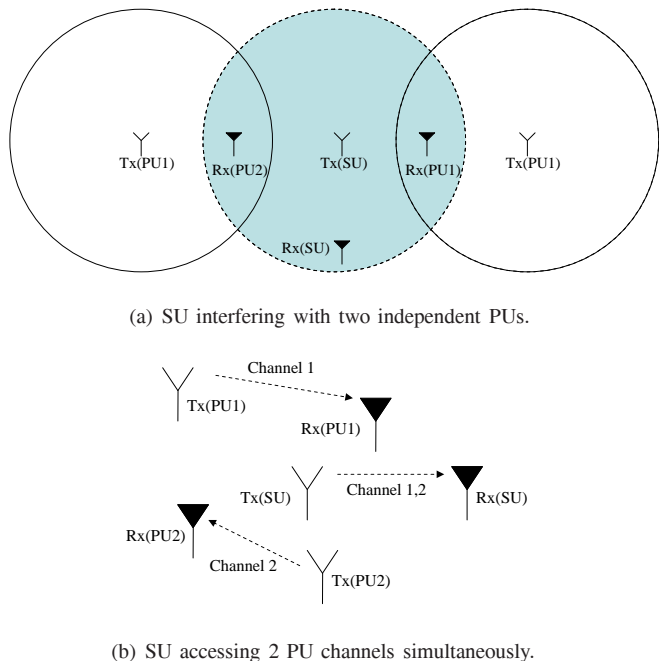 Tx(PU1)
Rx(PU2)
Tx(SU)
Rx(PU1)
Tx(PU1)
Rx(SU)
(a) SU interfering with two independent PUs.
Channel 1
Tx(PU1)
Rx(PU1)
Tx(SU)
Channel 1,2
Rx(SU)
Rx(PU2)
Channel 2
Tx(PU2)
(b) SU accessing 2 PU channels simultaneously.